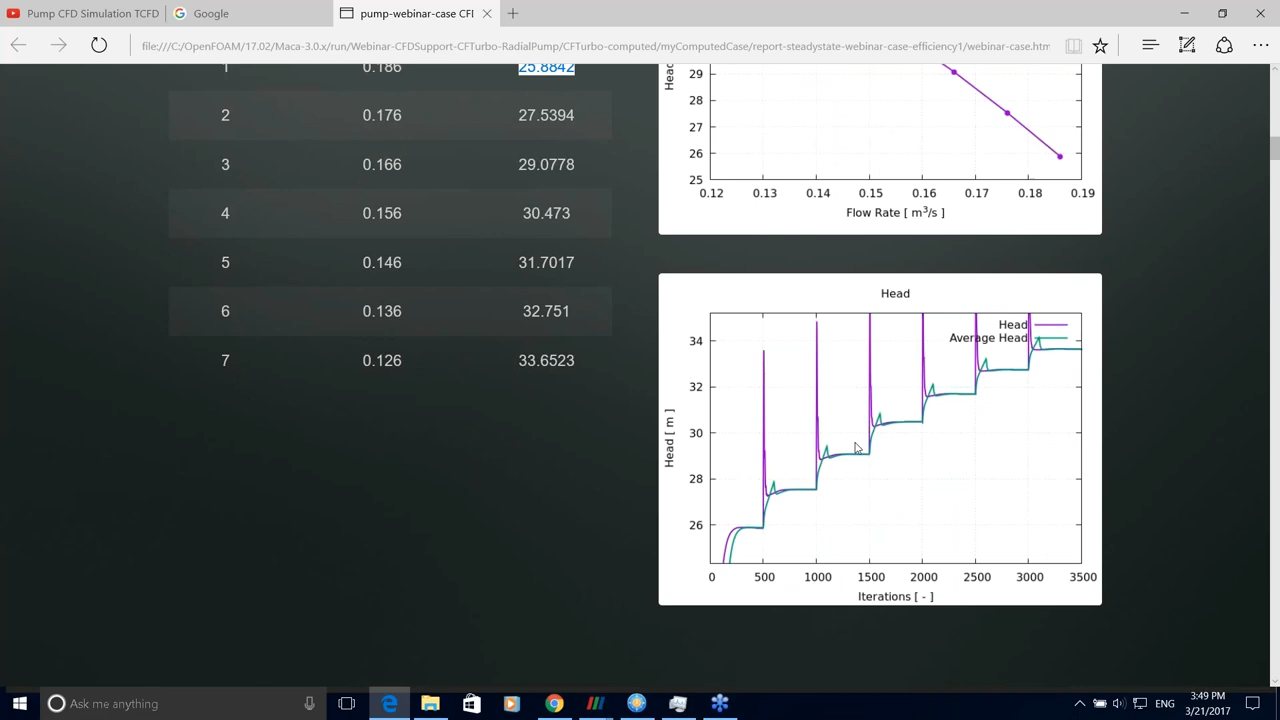 Pump CFD Simulation TCFD
Google
pump-webinar-case CFI
file:///C:/OpenFOAM/17.02/Maca-3.0.x/run/Webinar-CFDSupport-CFTurbo-RadialPump/CFTurbo-computed/myComputedCase/report-steadystate-webinar-case-efficiency1/webinar-case.htm
1 0.186 25.8842
2 0.176 27.5394
3 0.166 29.0778
4 0.156 30.473
5 0.146 31.7017
6 0.136 32.751
7 0.126 33.6523
Head
29
28
27
26
25
0.12 0.13 0.14 0.15 0.16 0.17 0.18 0.19
Flow Rate [ m³/s ]
Head
Head
Average Head
Head [ m ]
34
32
30
28
26
0 500 1000 1500 2000 2500 3000 3500
Iterations [ - ]
Ask me anything
ENG
3:49 PM
3/21/2017